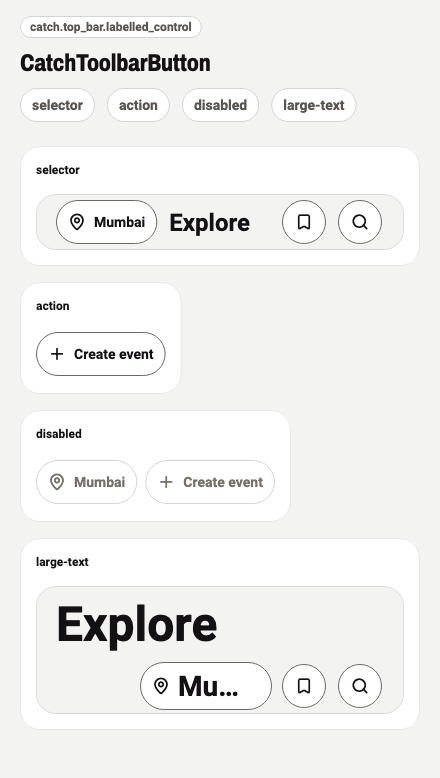 catch.top_bar.labelled_control
CatchToolbarButton
selector action disabled large-text
selector
Mumbai Explore
action
Create event
disabled
Mumbai Create event
large-text
Explore
Mu...